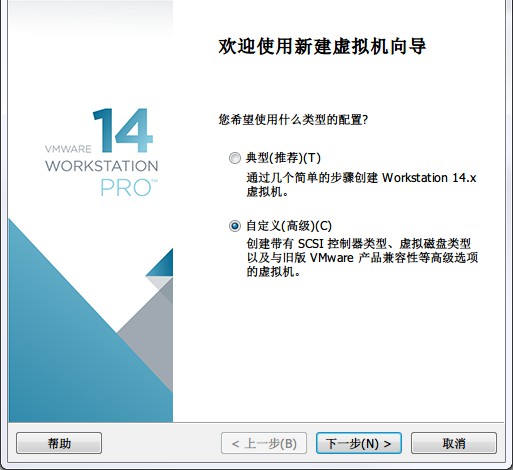 欢迎使用新建虚拟机向导
VMWARE 14
WORKSTATION
PRO™
您希望使用什么类型的配置?
典型(推荐)(T)
通过几个简单的步骤创建 Workstation 14.x
虚拟机。
自定义(高级)(C)
创建带有 SCSI 控制器类型、虚拟磁盘类型
以及与旧版 VMware 产品兼容性等高级选项
的虚拟机。
帮助
< 上一步(B)
下一步(N) >
取消